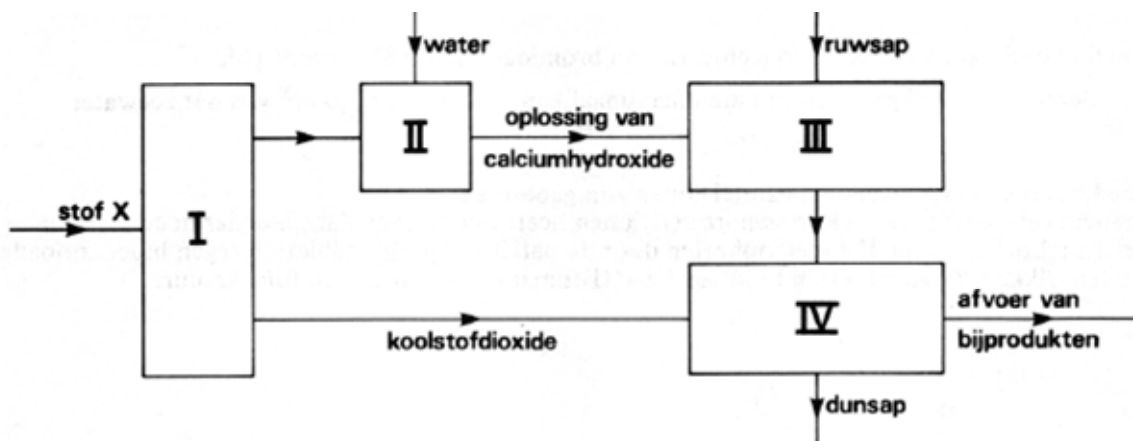 water
ruwsap
II
oplossing van
calciumhydroxide
III
stof X
I
koolstofdioxide
IV
afvoer van
bijprodukten
dunsap